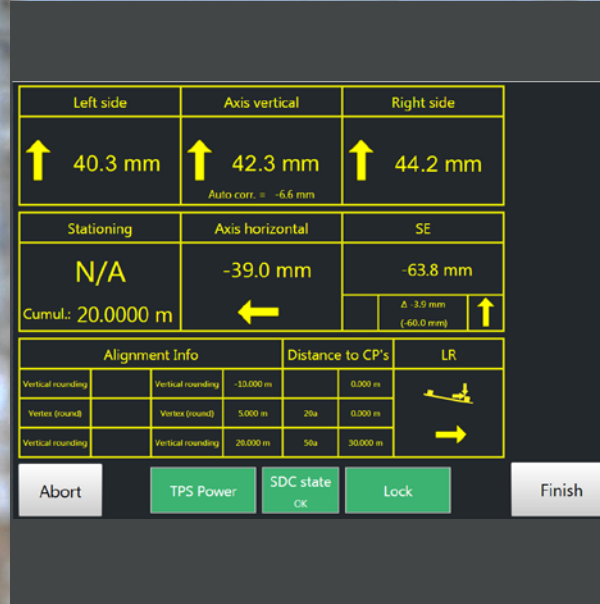 Left side
Axis vertical
Right side
40.3 mm
42.3 mm
44.2 mm
Auto corr. = -6.6 mm
Stationing
Axis horizontal
SE
N/A
-39.0 mm
-63.8 mm
Cumul.: 20.0000 m
Δ -3.9 mm
(-60.0 mm)
Alignment Info
Distance to CP's
LR
Vertical rounding
Vertical rounding
-10.000 m
0.000 m
Vertex (round)
Vertex (round)
5.000 m
20a
0.000 m
Vertical rounding
Vertical rounding
20.000 m
50a
30.000 m
Abort
TPS Power
SDC state
OK
Lock
Finish